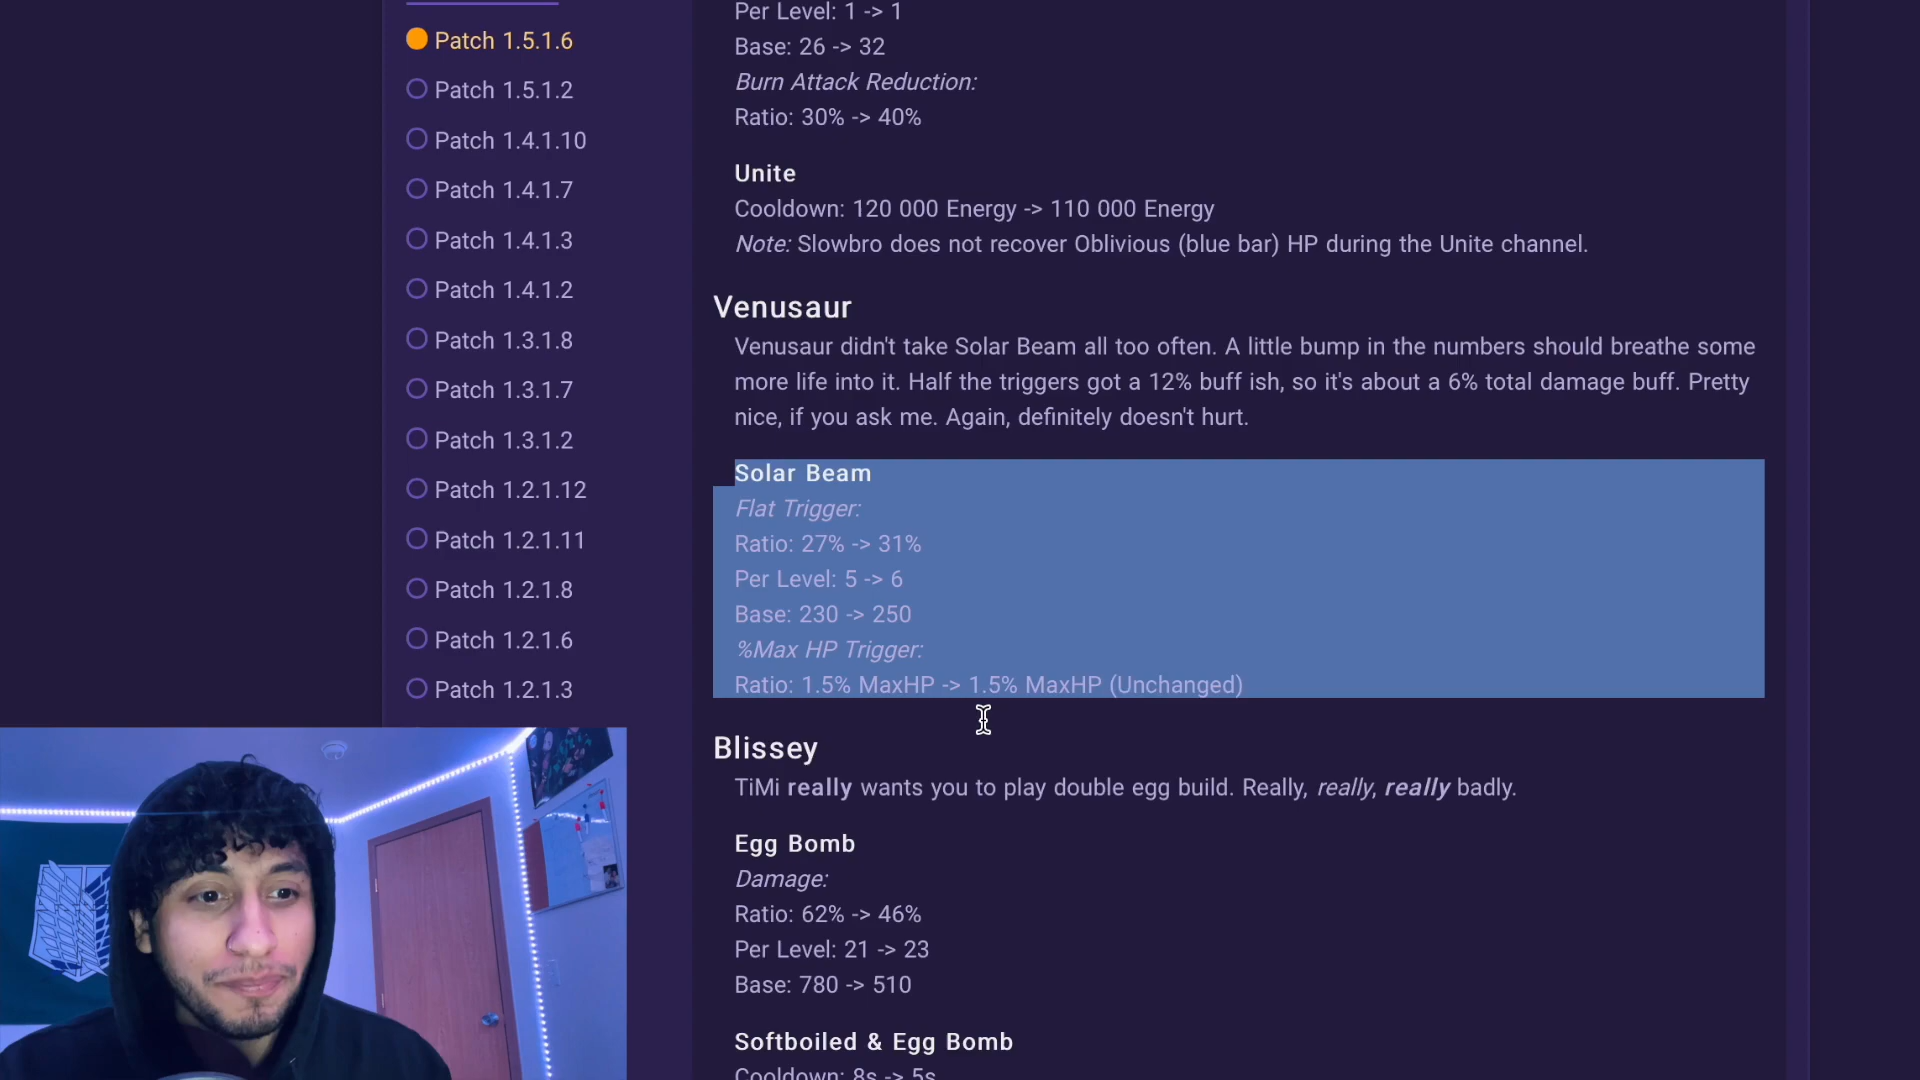 Patch 1.5.1.6
Patch 1.5.1.2
Patch 1.4.1.10
Patch 1.4.1.7
Patch 1.4.1.3
Patch 1.4.1.2
Patch 1.3.1.8
Patch 1.3.1.7
Patch 1.3.1.2
Patch 1.2.1.12
Patch 1.2.1.11
Patch 1.2.1.8
Patch 1.2.1.6
Patch 1.2.1.3
Per Level: 1 -> 1
Base: 26 -> 32
Burn Attack Reduction:
Ratio: 30% -> 40%
Unite
Cooldown: 120 000 Energy -> 110 000 Energy
Note: Slowbro does not recover Oblivious (blue bar) HP during the Unite channel.
Venusaur
Venusaur didn't take Solar Beam all too often. A little bump in the numbers should breathe some
more life into it. Half the triggers got a 12% buff ish, so it's about a 6% total damage buff. Pretty
nice, if you ask me. Again, definitely doesn't hurt.
Solar Beam
Flat Trigger:
Ratio: 27% -> 31%
Per Level: 5 -> 6
Base: 230 -> 250
%Max HP Trigger:
Ratio: 1.5% MaxHP -> 1.5% MaxHP (Unchanged)
Blissey
TiMi really wants you to play double egg build. Really, really, really badly.
Egg Bomb
Damage:
Ratio: 62% -> 46%
Per Level: 21 -> 23
Base: 780 -> 510
Softboiled & Egg Bomb
Cooldown: 8s -> 5s